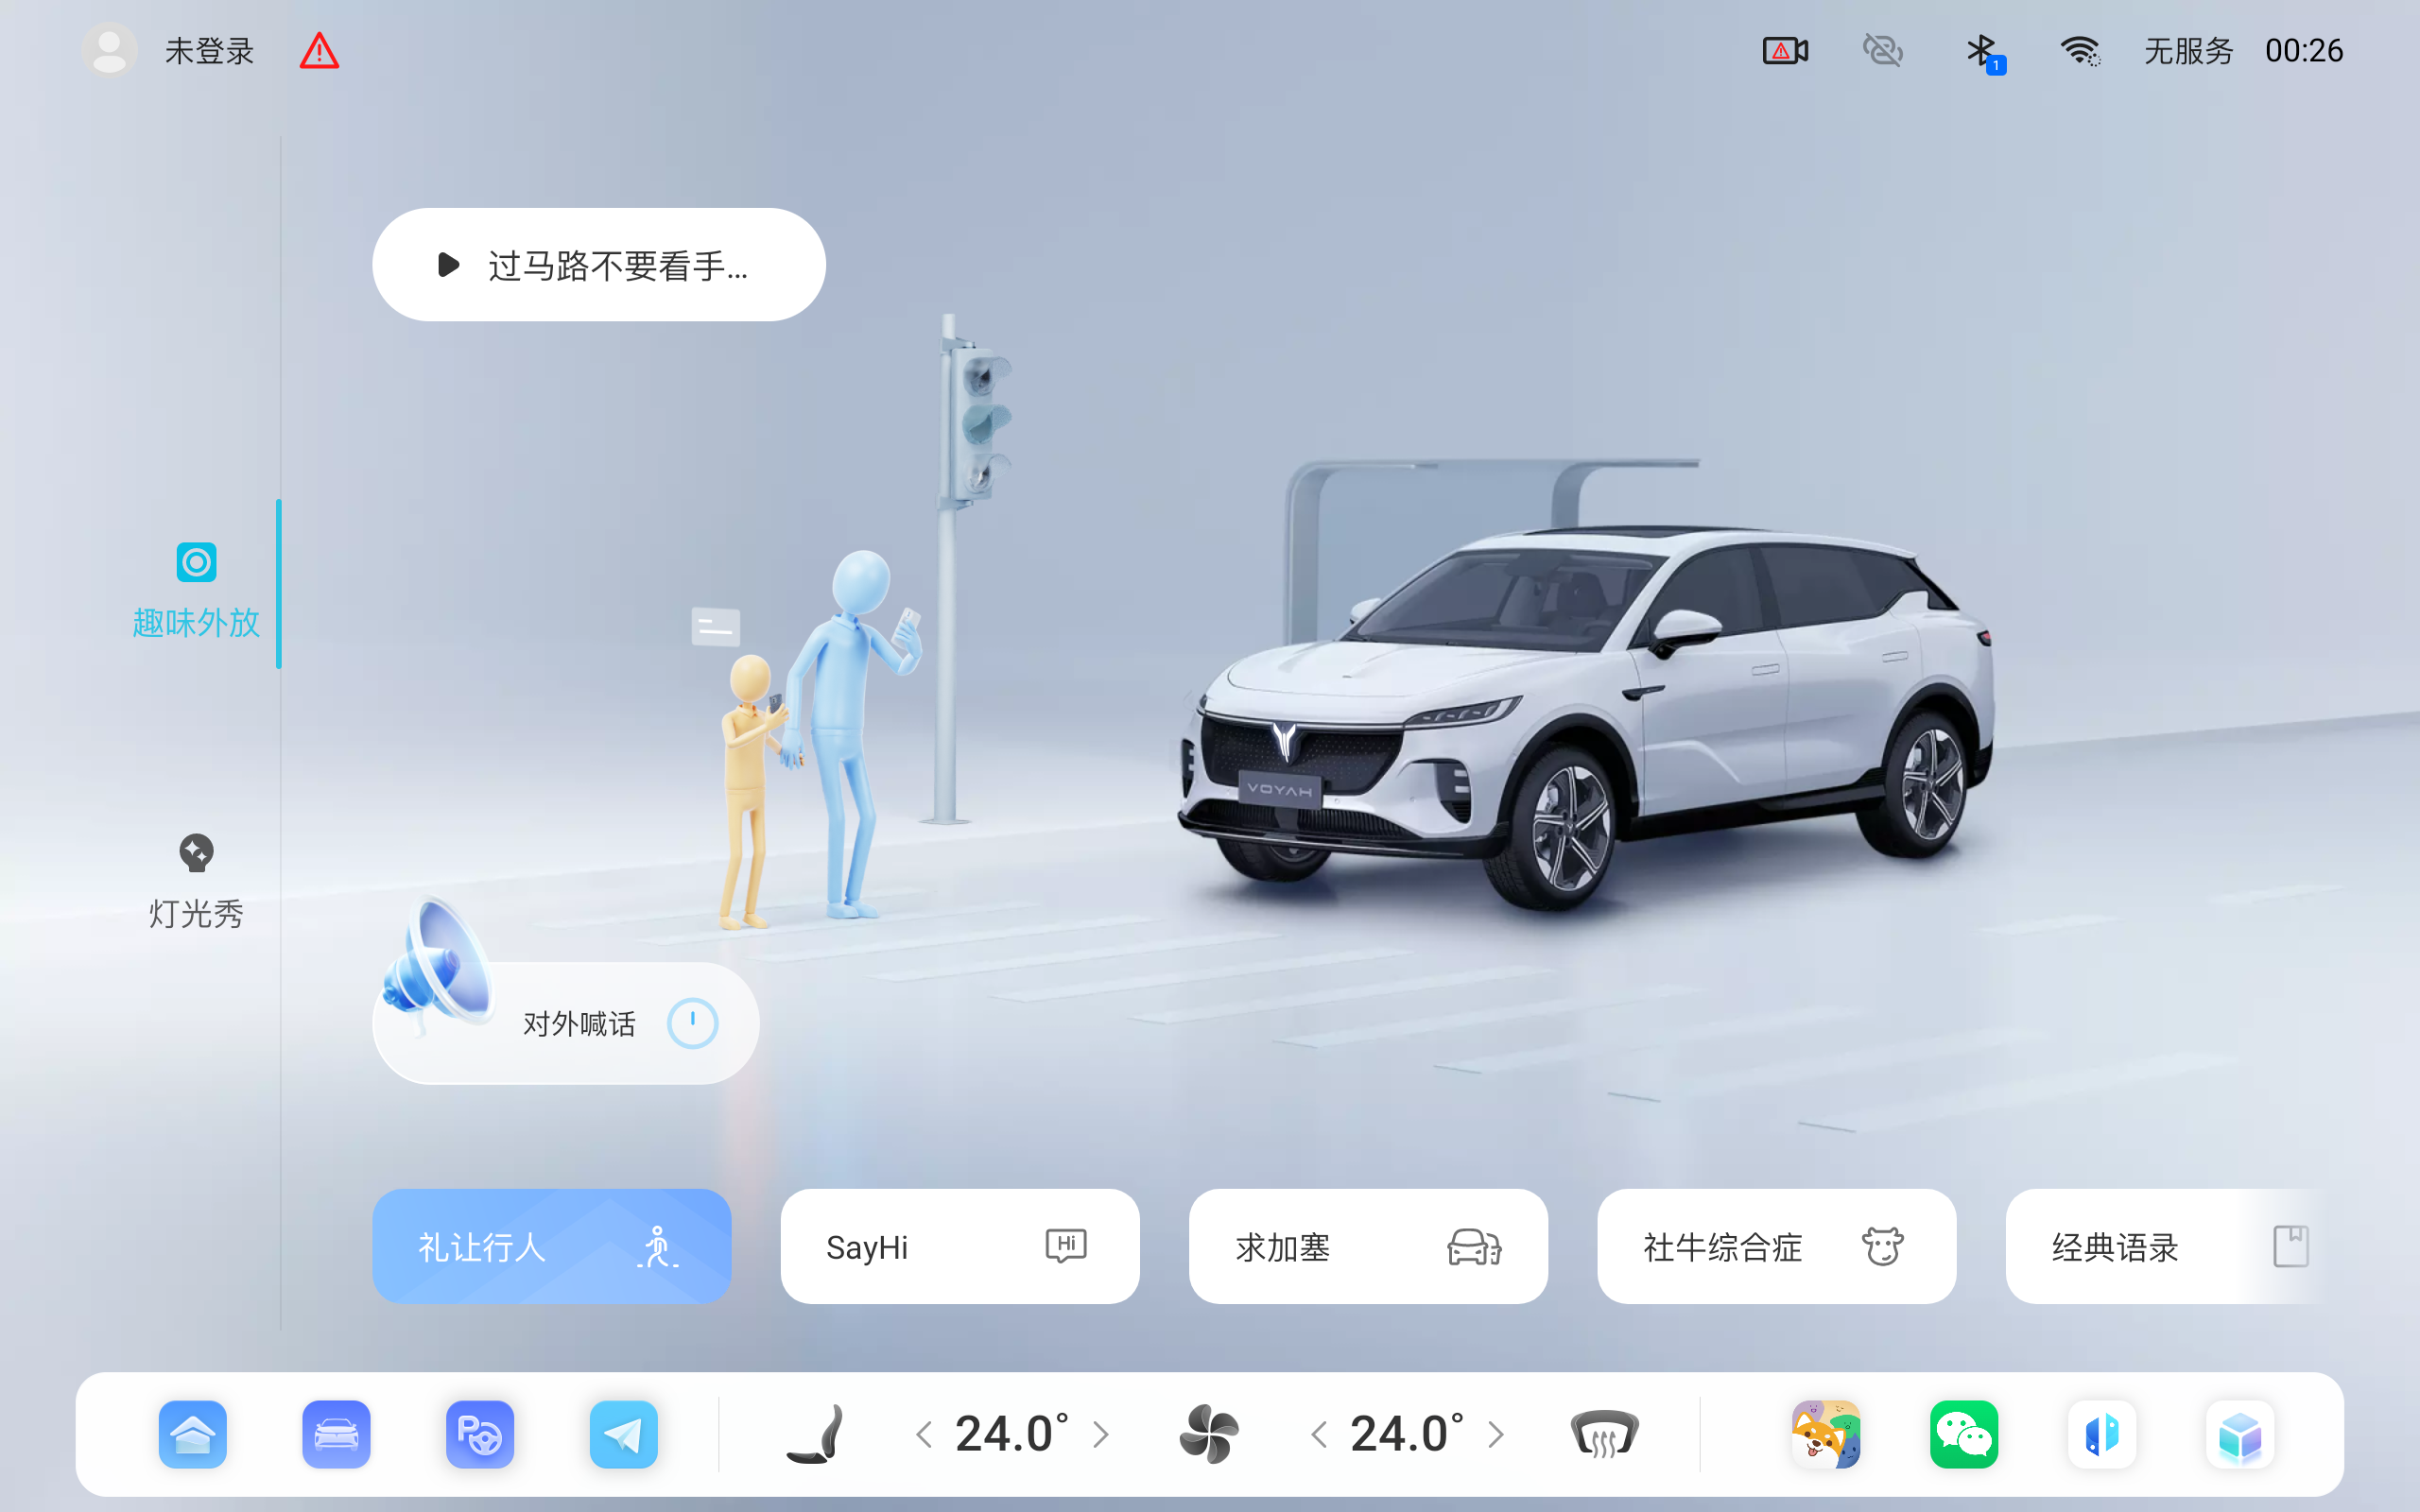 未登录
1
无服务
00:26
过马路不要看手...
趣味外放
VOYAH
灯光秀
对外喊话
礼让行人
SayHi
Hi
求加塞
社牛综合症
经典语录
P
24.0°
24.0°